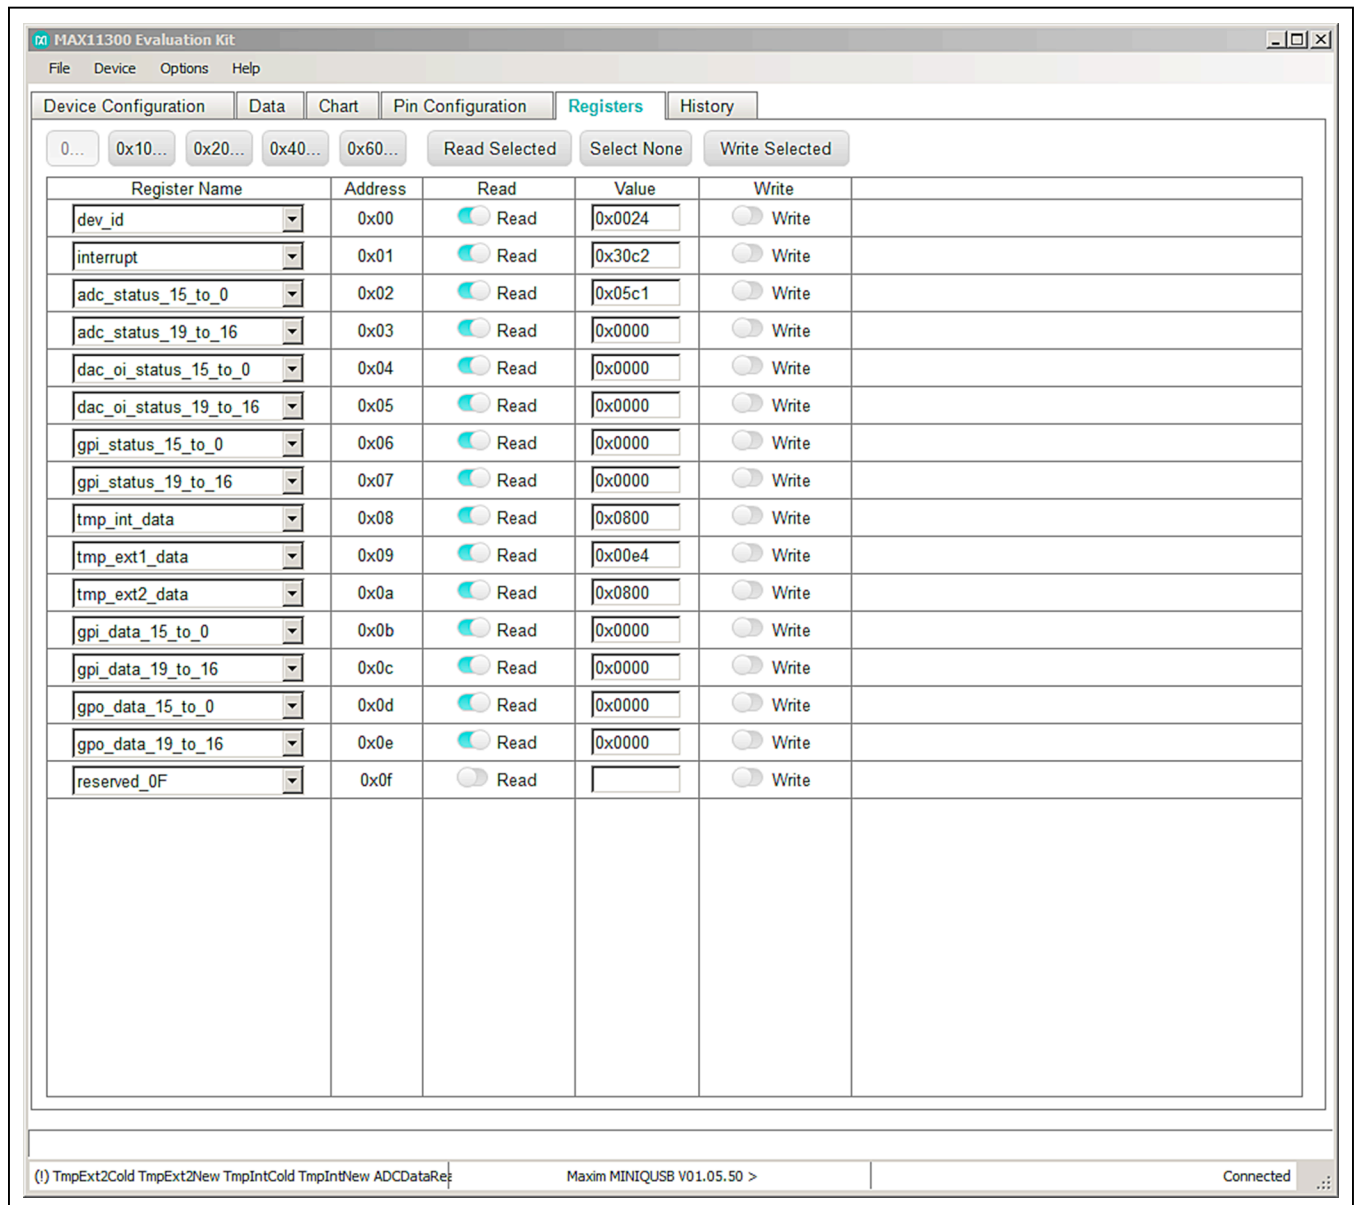 MAX11300 Evaluation Kit
File Device Options Help
Device Configuration Data Chart Pin Configuration Registers History
0... 0x10... 0x20... 0x40... 0x60... Read Selected Select None Write Selected
Register Name Address Read Value Write
dev_id 0x00 Read 0x0024 Write
interrupt 0x01 Read 0x30c2 Write
adc_status_15_to_0 0x02 Read 0x05c1 Write
adc_status_19_to_16 0x03 Read 0x0000 Write
dac_oi_status_15_to_0 0x04 Read 0x0000 Write
dac_oi_status_19_to_16 0x05 Read 0x0000 Write
gpi_status_15_to_0 0x06 Read 0x0000 Write
gpi_status_19_to_16 0x07 Read 0x0000 Write
tmp_int_data 0x08 Read 0x0800 Write
tmp_ext1_data 0x09 Read 0x00e4 Write
tmp_ext2_data 0x0a Read 0x0800 Write
gpi_data_15_to_0 0x0b Read 0x0000 Write
gpi_data_19_to_16 0x0c Read 0x0000 Write
gpo_data_15_to_0 0x0d Read 0x0000 Write
gpo_data_19_to_16 0x0e Read 0x0000 Write
reserved_0F 0x0f Read Write
(!) TmpExt2Cold TmpExt2New TmpIntCold TmpIntNew ADCDataRea Maxim MINIQUSB V01.05.50 > Connected